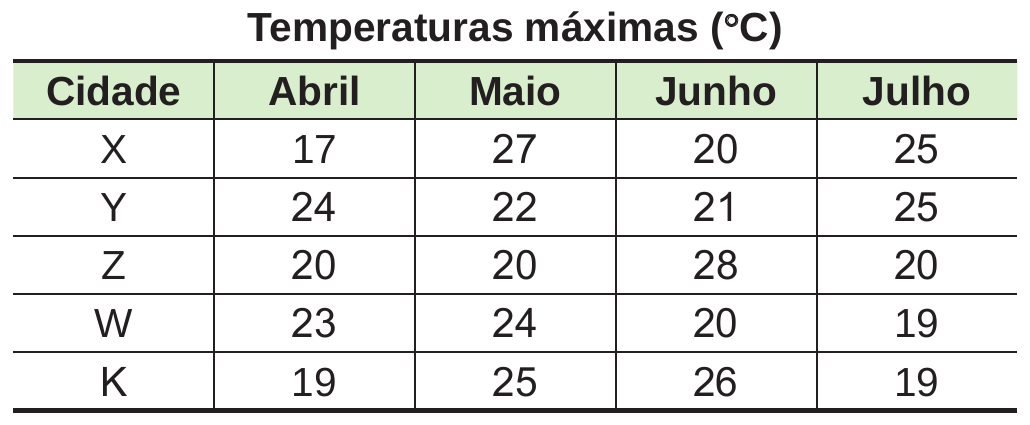 Temperaturas máximas (°C)
Cidade Abril Maio Junho Julho
X 17 27 20 25
Y 24 22 21 25
Z 20 20 28 20
W 23 24 20 19
K 19 25 26 19